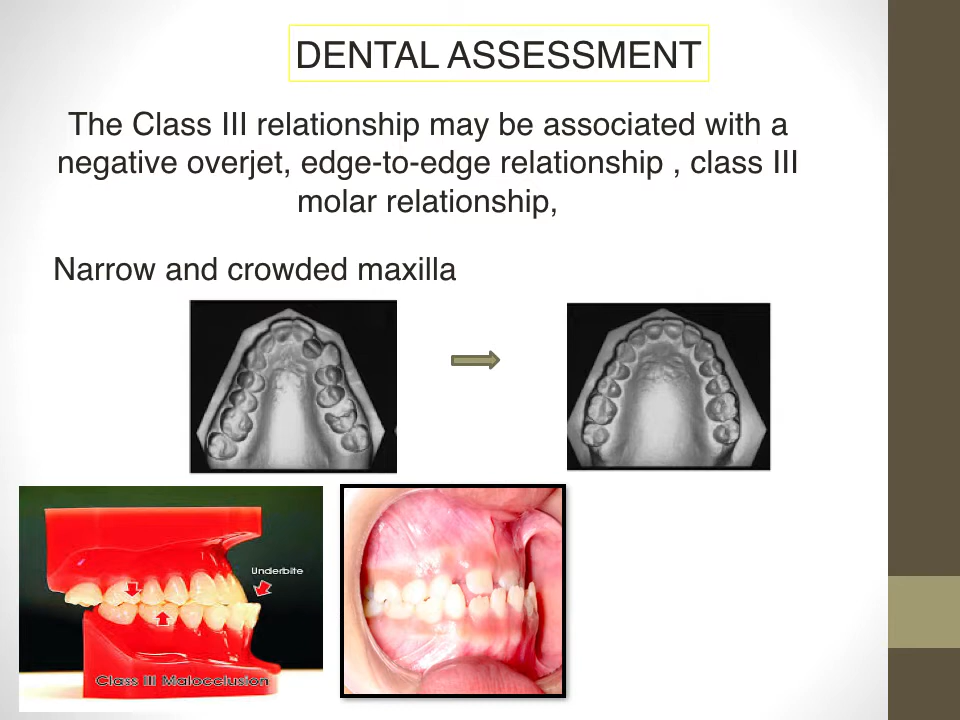 DENTAL ASSESSMENT
The Class III relationship may be associated with a
negative overjet, edge-to-edge relationship , class III
molar relationship,
Narrow and crowded maxilla
Underbite
Class III Malocclusion